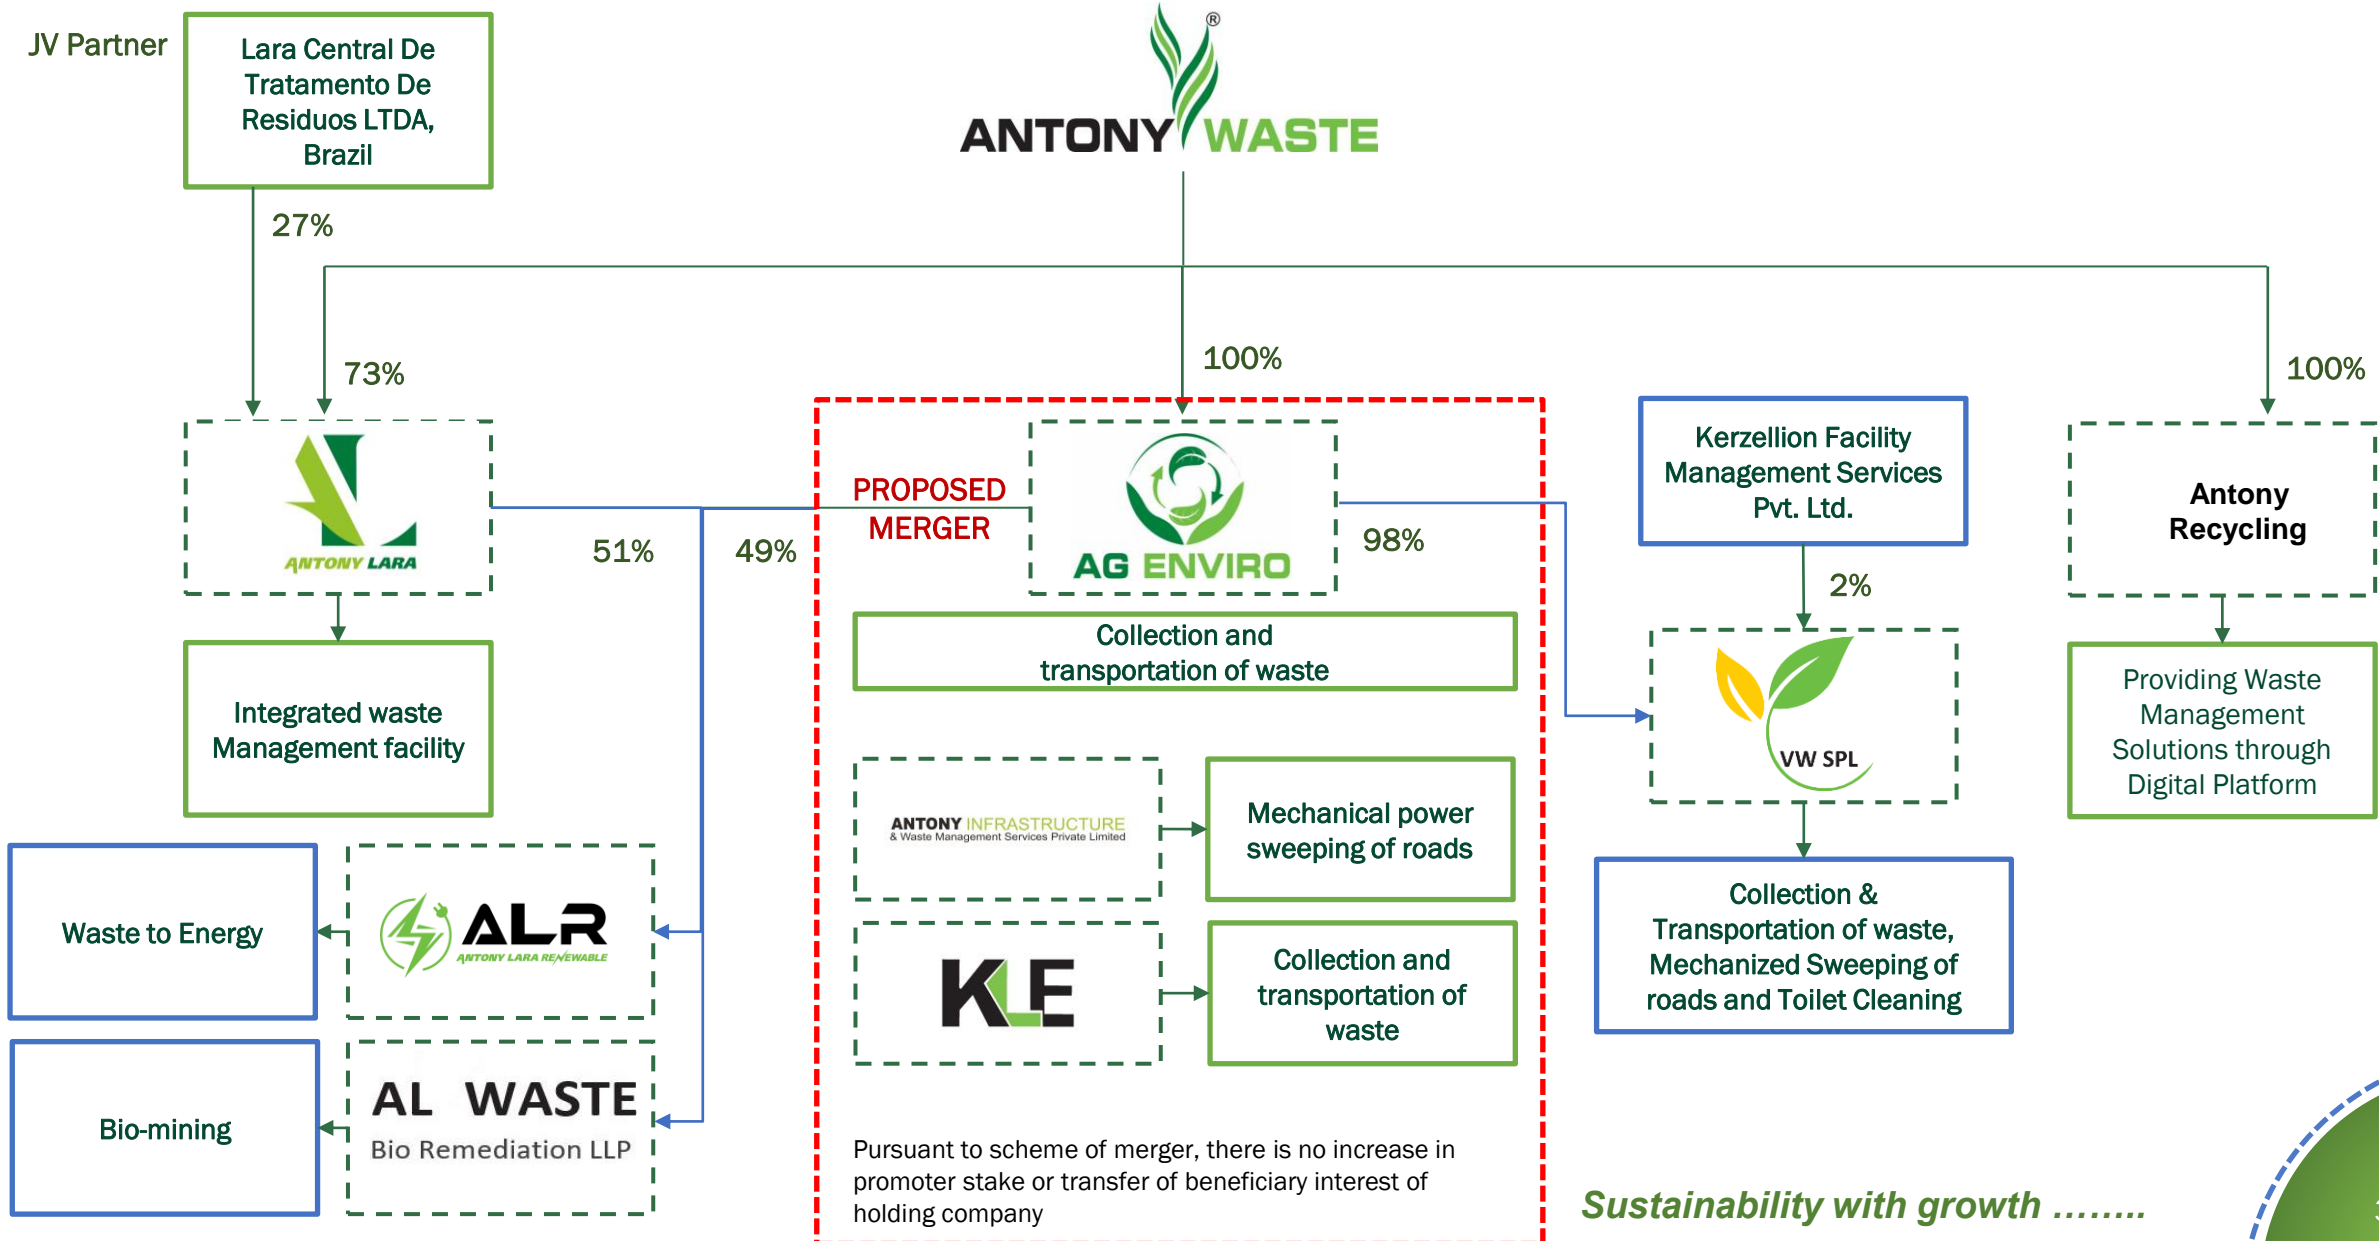 JV Partner
Lara Central De
Tratamento De
Residuos LTDA,
Brazil
ANTONY WASTE
®
27%
73%
100%
100%
ANTONY LARA
51%
49%
PROPOSED
MERGER
AG ENVIRO
98%
Kerzellion Facility
Management Services
Pvt. Ltd.
2%
Antony
Recycling
Integrated waste
Management facility
Collection and
transportation of waste
VW SPL
Providing Waste
Management
Solutions through
Digital Platform
ANTONY INFRASTRUCTURE
& Waste Management Services Private Limited
Mechanical power
sweeping of roads
Waste to Energy
ALR
ANTONY LARA RENEWABLE
KLE
Collection and
transportation of
waste
Collection &
Transportation of waste,
Mechanized Sweeping of
roads and Toilet Cleaning
Bio-mining
AL WASTE
Bio Remediation LLP
Pursuant to scheme of merger, there is no increase in
promoter stake or transfer of beneficiary interest of
holding company
Sustainability with growth ........